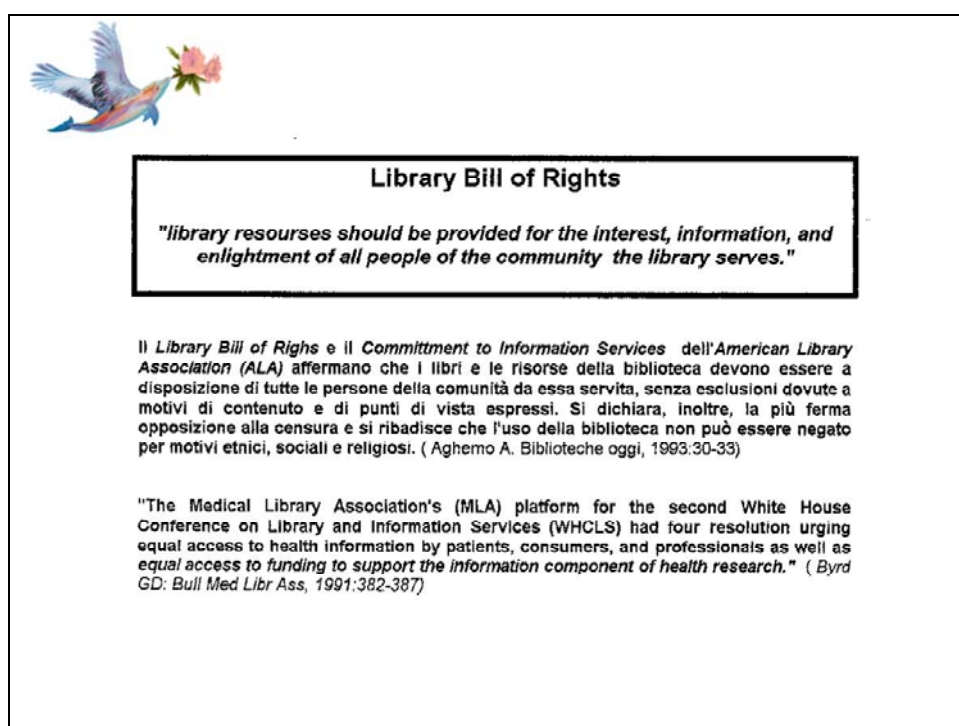 Library Bill of Rights
"library resourses should be provided for the interest, information, and
enlightment of all people of the community the library serves."
Il Library Bill of Righs e il Committment to Information Services dell'American Library
Association (ALA) affermano che i libri e le risorse della biblioteca devono essere a
disposizione di tutte le persone della comunità da essa servita, senza esclusioni dovute a
motivi di contenuto e di punti di vista espressi. Si dichiara, inoltre, la più ferma
opposizione alla censura e si ribadisce che l'uso della biblioteca non può essere negato
per motivi etnici, sociali e religiosi. ( Aghemo A. Biblioteche oggi, 1993:30-33)
"The Medical Library Association's (MLA) platform for the second White House
Conference on Library and Information Services (WHCLS) had four resolution urging
equal access to health information by patients, consumers, and professionals as well as
equal access to funding to support the information component of health research." ( Byrd
GD: Bull Med Libr Ass, 1991:382-387)